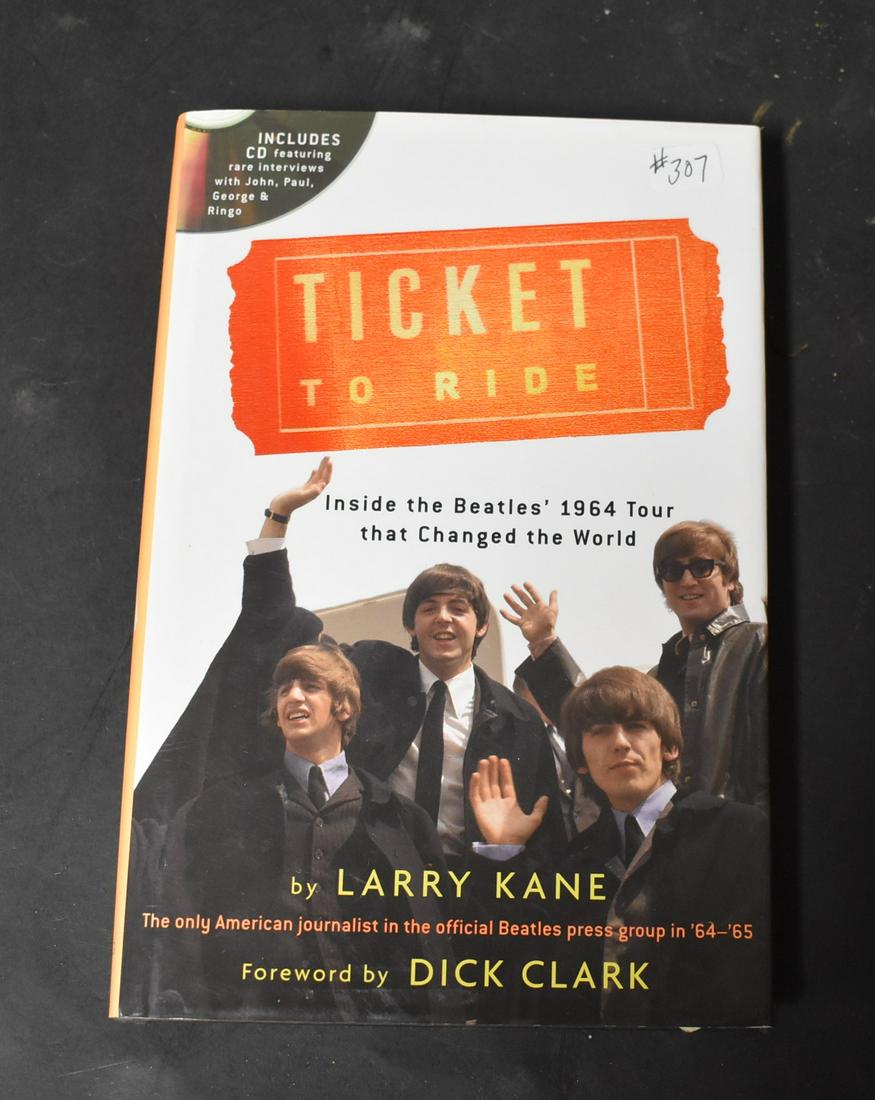 INCLUDES
CD featuring
rare interviews
with John, Paul,
George &
Ringo
#307
TICKET
TO RIDE
Inside the Beatles' 1964 Tour
that Changed the World
by LARRY KANE
The only American journalist in the official Beatles press group in '64–'65
Foreword by DICK CLARK